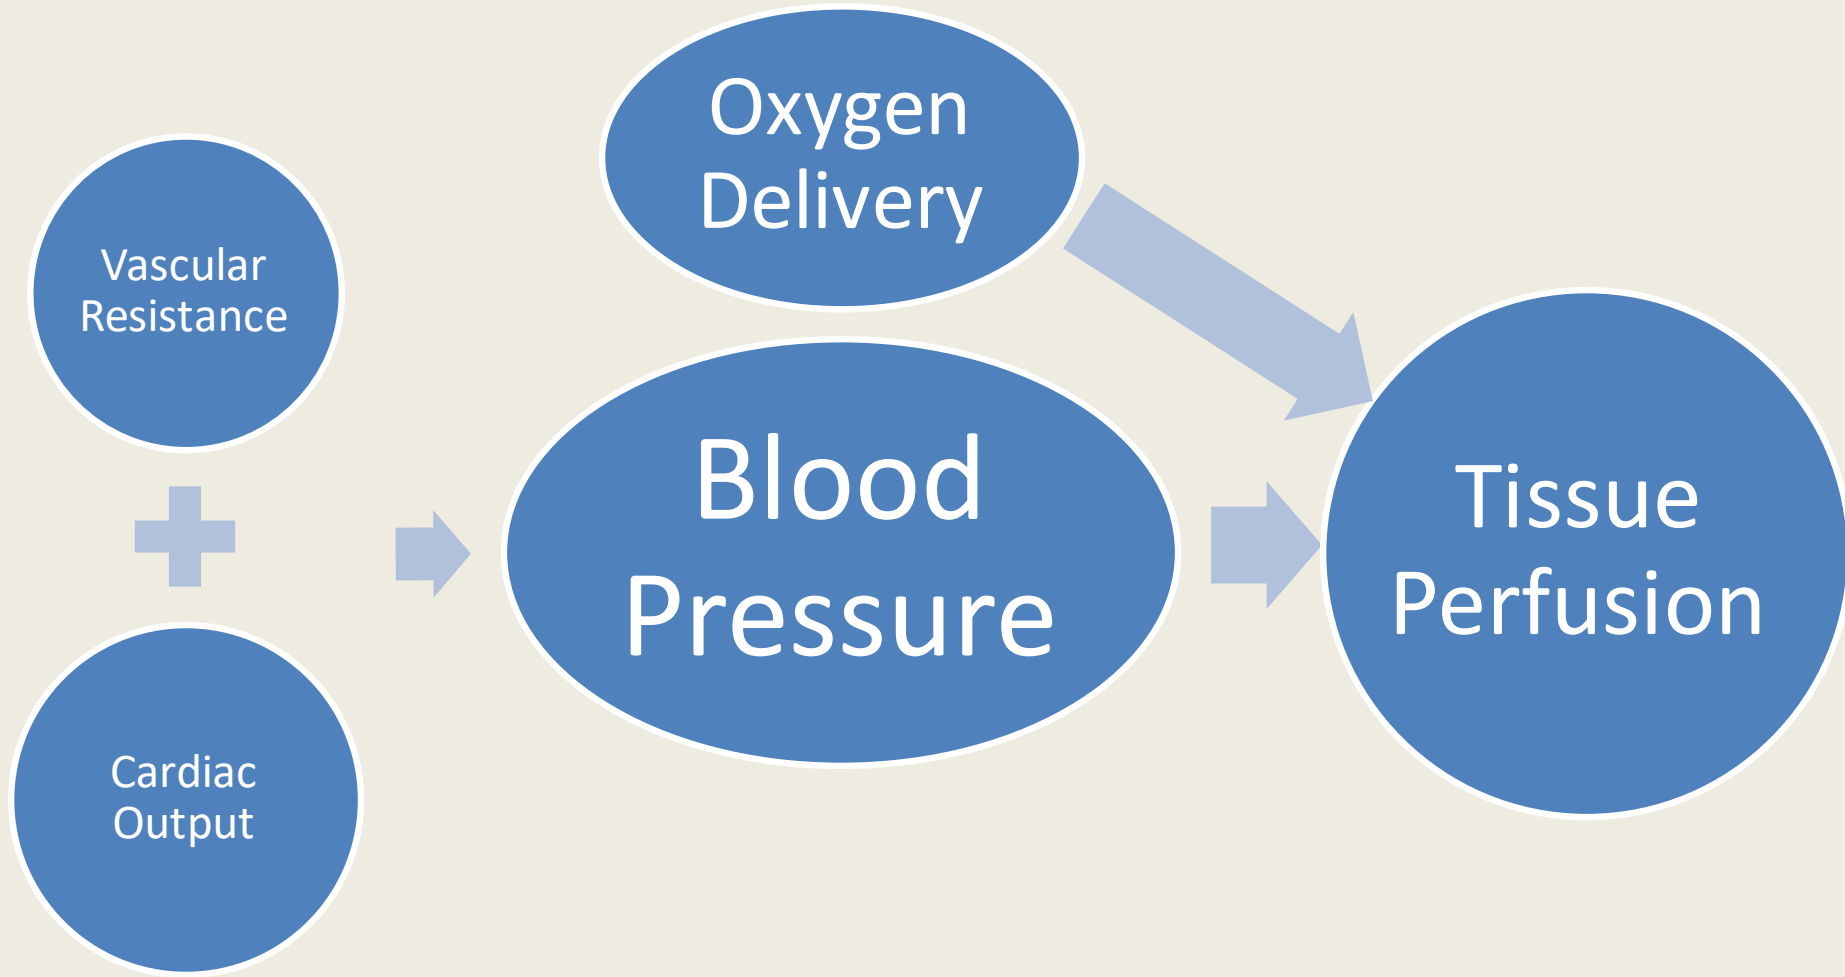 Vascular
Resistance
Cardiac
Output
Oxygen
Delivery
Blood
Pressure
Tissue
Perfusion